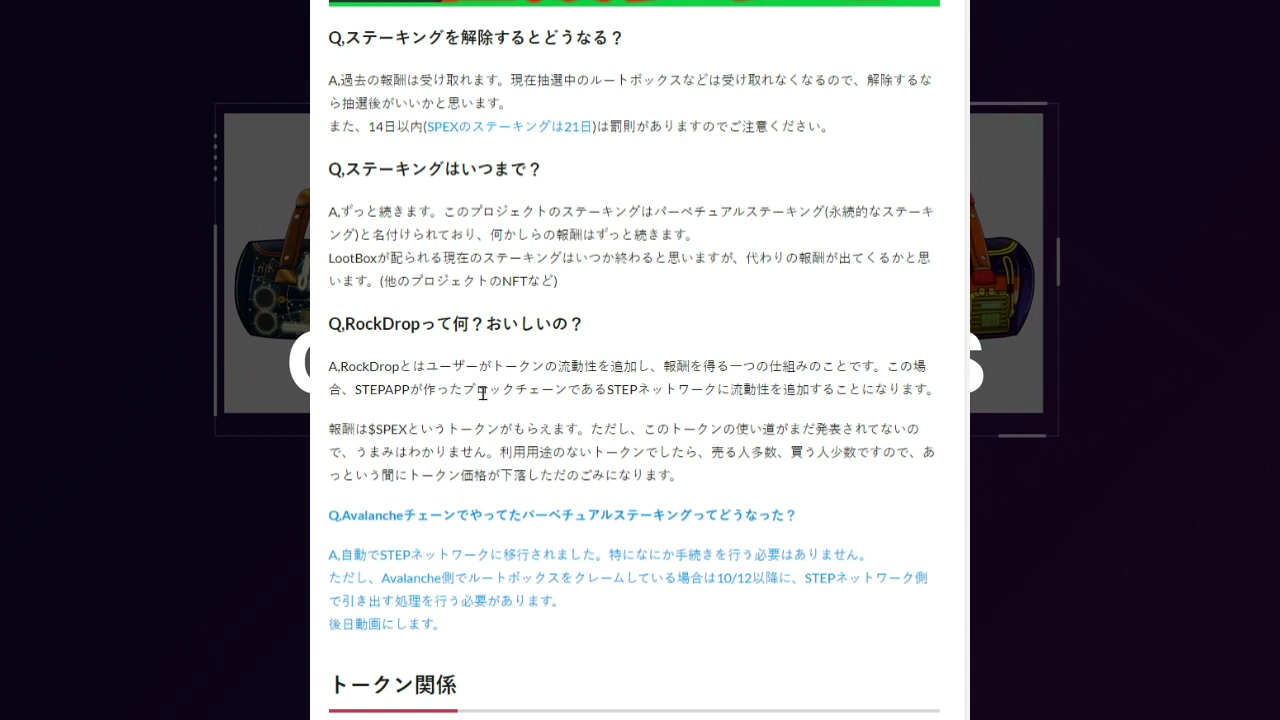 Q,ステーキングを解除するとどうなる？
A,過去の報酬は受け取れます。現在抽選中のルートボックスなどは受け取れなくなるので、解除するな
ら抽選後がいいかと思います。
また、14日以内(SPEXのステーキングは21日)は罰則がありますのでご注意ください。
Q,ステーキングはいつまで？
A,ずっと続きます。このプロジェクトのステーキングはパーペチュアルステーキング(永続的なステーキ
ング)と名付けられており、何かしらの報酬はずっと続きます。
LootBoxが配られる現在のステーキングはいつか終わると思いますが、代わりの報酬が出てくるかと思
います。(他のプロジェクトのNFTなど)
Q,RockDropって何？おいしいの？
A,RockDropとはユーザーがトークンの流動性を追加し、報酬を得る一つの仕組みのことです。この場
合、STEPAPPが作ったブロックチェーンであるSTEPネットワークに流動性を追加することになります。
報酬は$SPEXというトークンがもらえます。ただし、このトークンの使い道がまだ発表されてないの
で、うまみはわかりません。利用用途のないトークンでしたら、売る人多数、買う人少数ですので、あ
っという間にトークン価格が下落しただのごみになります。
Q,Avalancheチェーンでやってたパーペチュアルステーキングってどうなった？
A,自動でSTEPネットワークに移行されました。特になにか手続きを行う必要はありません。
ただし、Avalanche側でルートボックスをクレームしている場合は10/12以降に、STEPネットワーク側
で引き出す処理を行う必要があります。
後日動画にします。
トークン関係